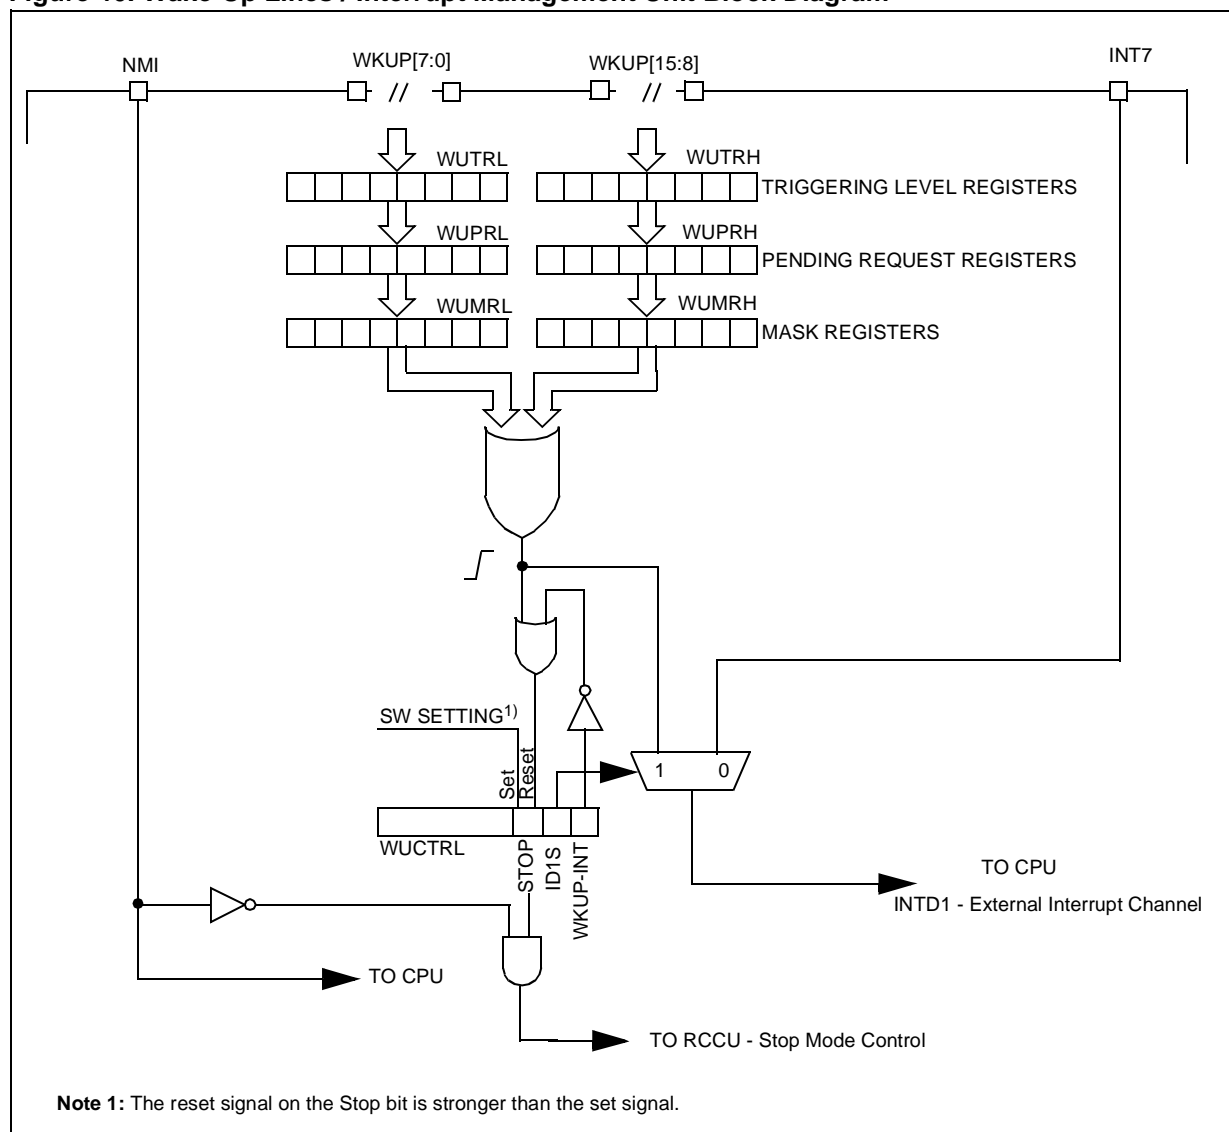 NMI
WKUP[7:0]
WKUP[15:8]
INT7
WUTRL
WUTRH
TRIGGERING LEVEL REGISTERS
WUPRL
WUPRH
PENDING REQUEST REGISTERS
WUMRL
WUMRH
MASK REGISTERS
SW SETTING1)
Set
Reset
1
0
WUCTRL
STOP
ID1S
WKUP-INT
TO CPU
INTD1 - External Interrupt Channel
TO CPU
TO RCCU - Stop Mode Control
Note 1: The reset signal on the Stop bit is stronger than the set signal.